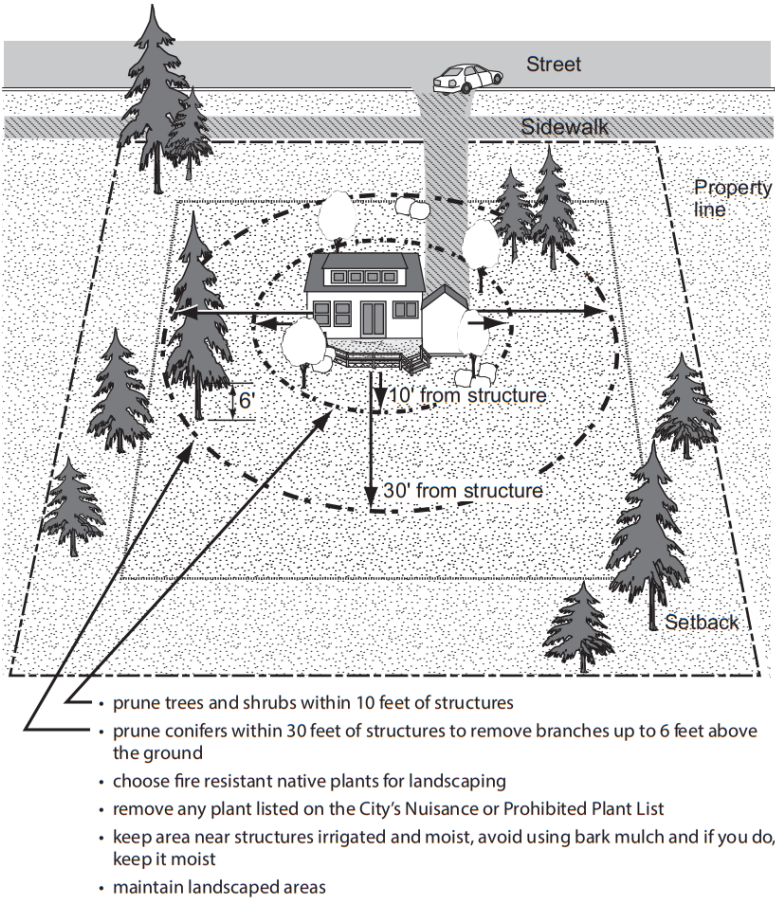 Street
Sidewalk
Property
line
6'
10' from structure
30' from structure
Setback
• prune trees and shrubs within 10 feet of structures
• prune conifers within 30 feet of structures to remove branches up to 6 feet above
the ground
• choose fire resistant native plants for landscaping
• remove any plant listed on the City's Nuisance or Prohibited Plant List
• keep area near structures irrigated and moist, avoid using bark mulch and if you do,
keep it moist
• maintain landscaped areas